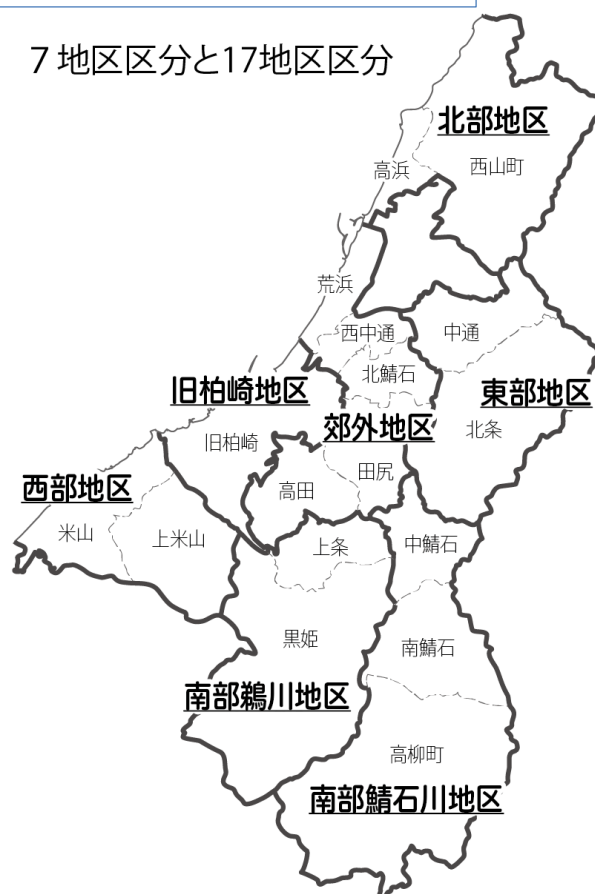 7地区区分と17地区区分
北部地区
高浜
西山町
荒浜
西中通
中通
北鯖石
旧柏崎地区
東部地区
郊外地区
旧柏崎
北条
田尻
西部地区
高田
米山
上米山
上条
中鯖石
黒姫
南鯖石
南部鵜川地区
高柳町
南部鯖石川地区